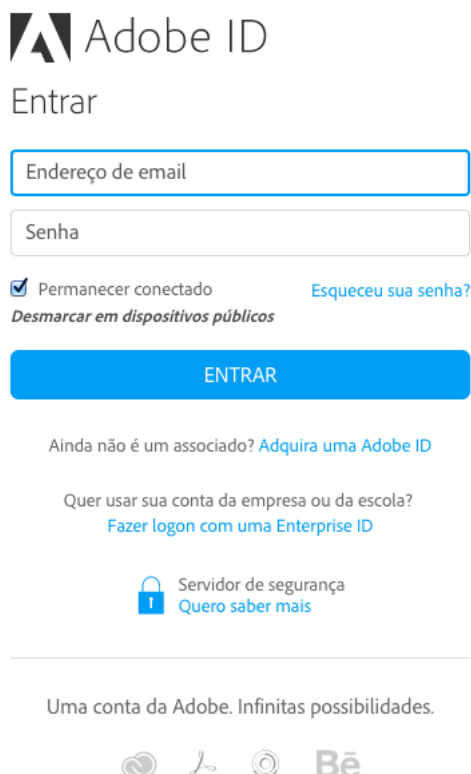 Adobe ID
Entrar
Endereço de email
Senha
Permanecer conectado Esqueceu sua senha?
Desmarcar em dispositivos públicos
ENTRAR
Ainda não é um associado? Adquira uma Adobe ID
Quer usar sua conta da empresa ou da escola?
Fazer logon com uma Enterprise ID
Servidor de segurança
Quero saber mais
Uma conta da Adobe. Infinitas possibilidades.
Bē